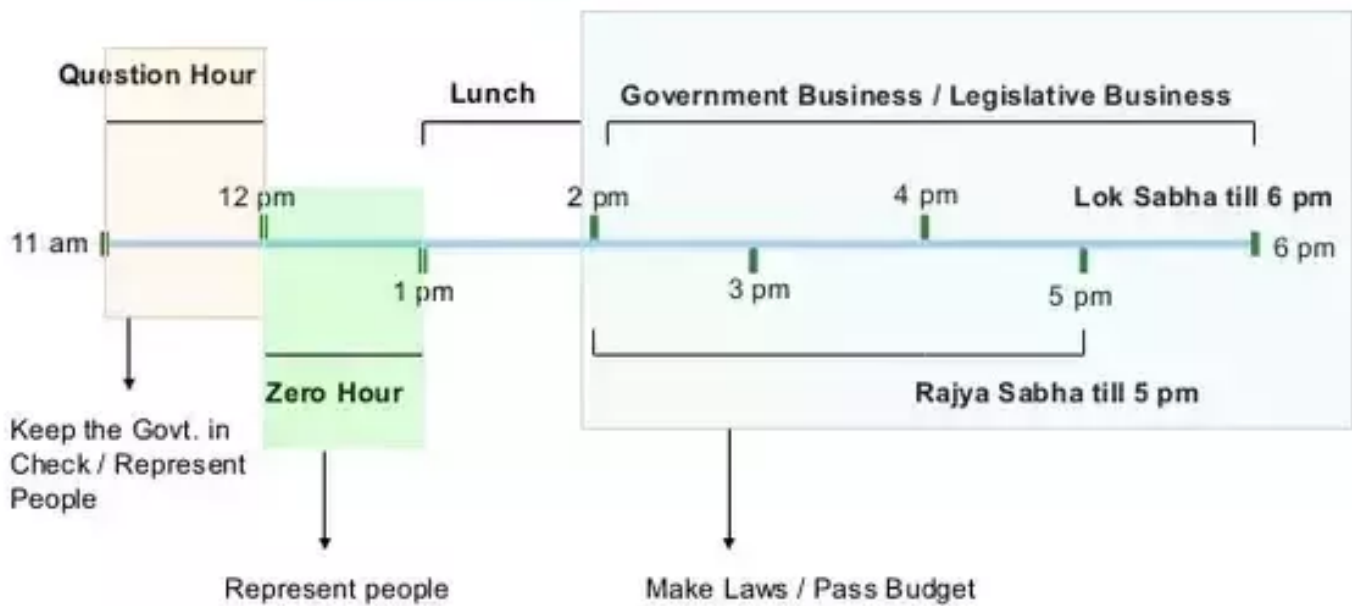 Question Hour
Lunch
Government Business / Legislative Business
12 pm
2 pm
4 pm
Lok Sabha till 6 pm
11 am
6 pm
1 pm
3 pm
5 pm
Zero Hour
Rajya Sabha till 5 pm
Keep the Govt. in
Check / Represent
People
Represent people
Make Laws / Pass Budget